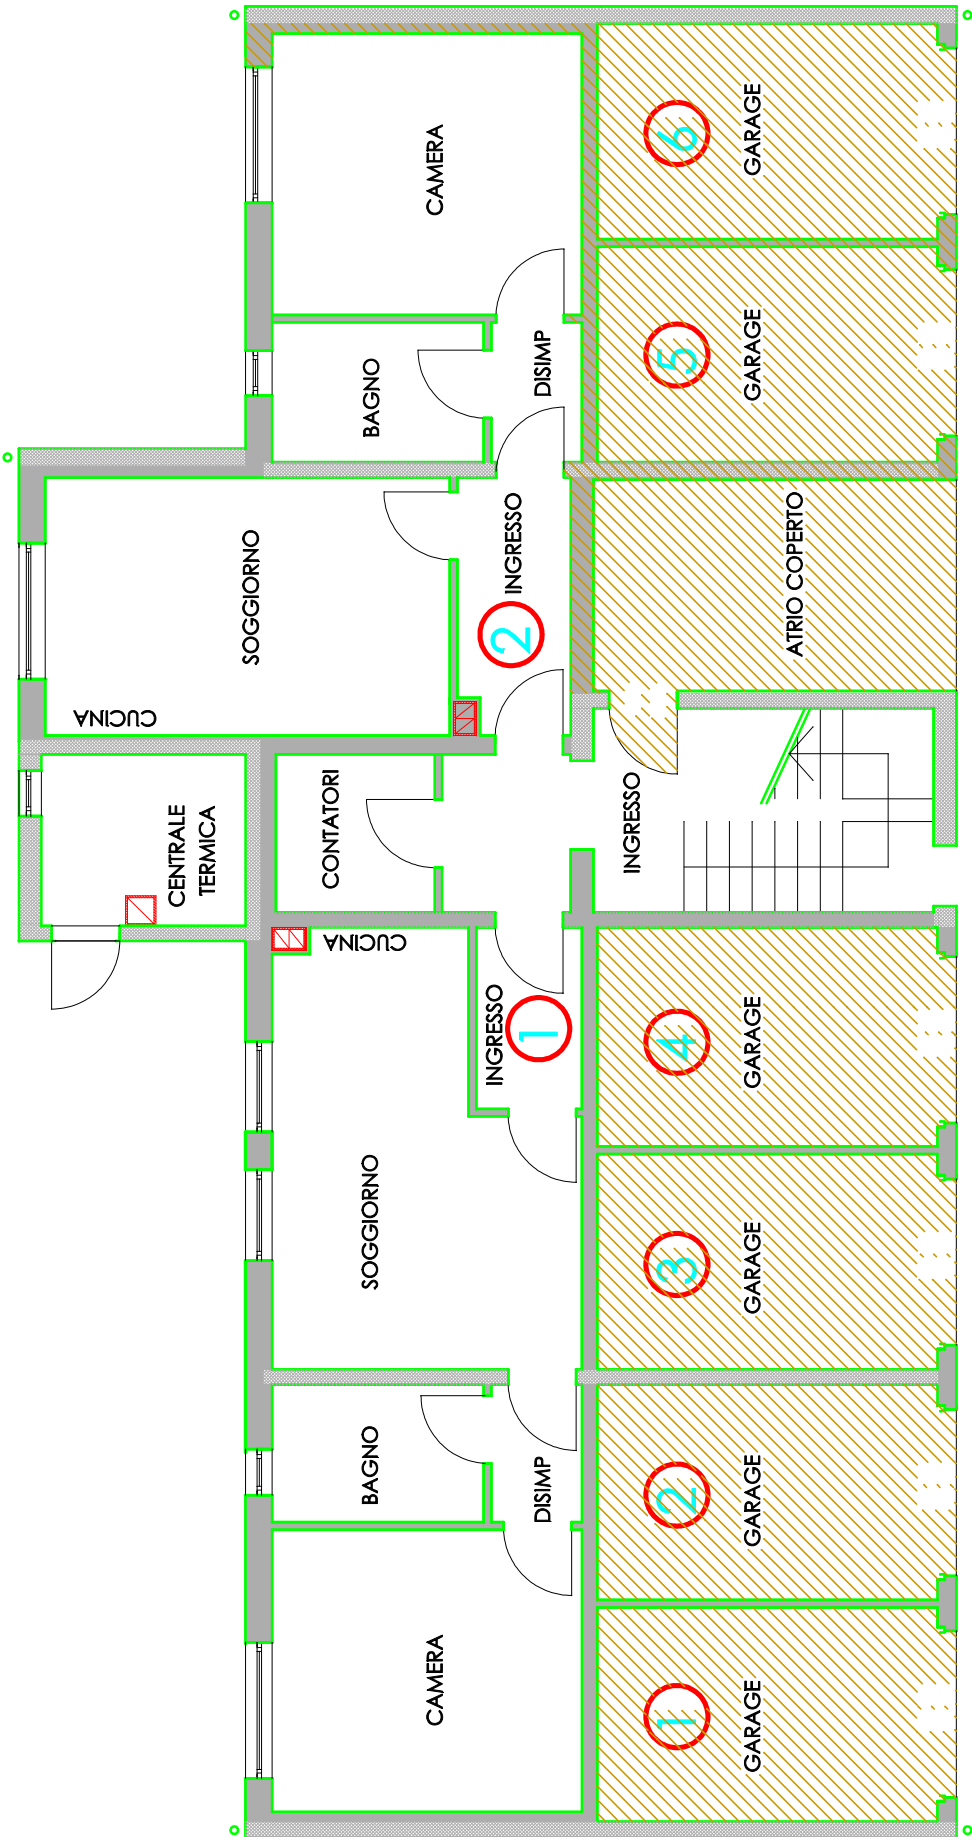 CAMERA
BAGNO
DISIMP
SOGGIORNO
CUCINA
INGRESSO
2
CENTRALE
TERMICA
CONTATORI
INGRESSO
ATRIO COPERTO
GARAGE
6
GARAGE
5
CUCINA
INGRESSO
1
SOGGIORNO
BAGNO
DISIMP
CAMERA
GARAGE
4
GARAGE
3
GARAGE
2
GARAGE
1